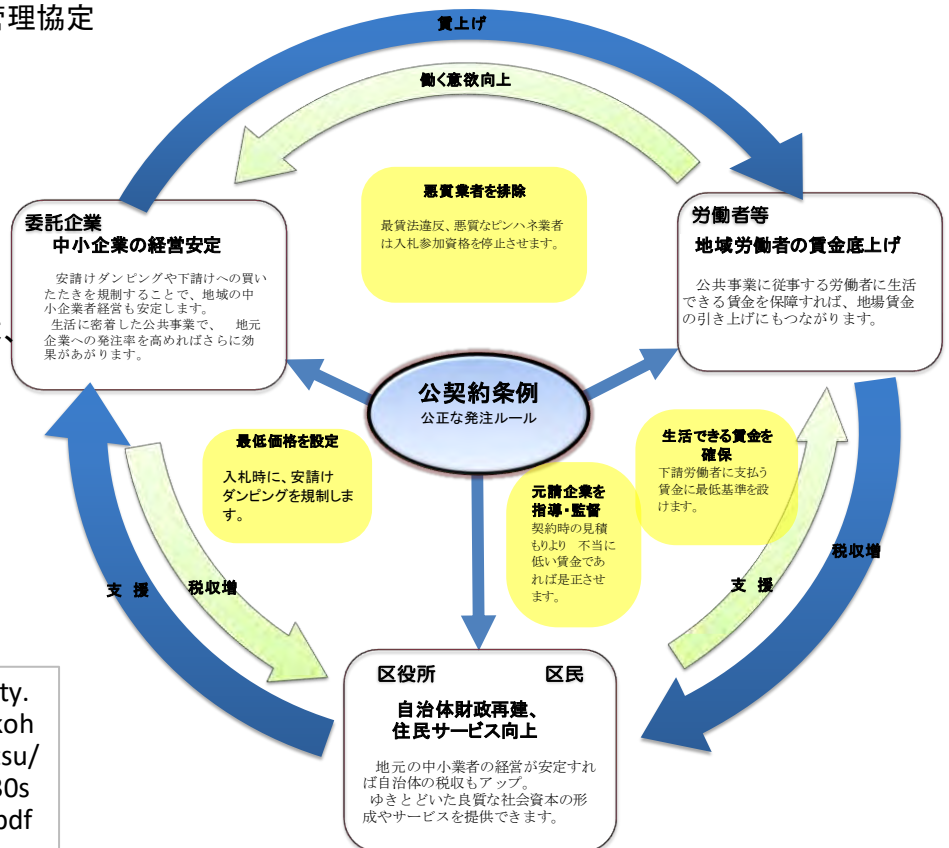 管理協定
賃上げ
働く意欲向上
悪質業者を排除
最賃法違反、悪質なピンハネ業者
は入札参加資格を停止させます。
委託企業
中小企業の経営安定
安請けダンピングや下請けへの買い
たたきを規制することで、地域の中
小企業者経営も安定します。
生活に密着した公共事業で、 地元
企業への発注率を高めればさらに効
果があがります。
、
労働者等
地域労働者の賃金底上げ
公共事業に従事する労働者に生活
できる賃金を保障すれば、地場賃金
の引き上げにもつながります。
公契約条例
公正な発注ルール
最低価格を設定
入札時に、安請け
ダンピングを規制しま
す。
生活できる賃金を
確保
下請労働者に支払う
賃金に最低基準を設
けます。
元請企業を
指導・監督
契約時の見積
もりより 不当に
低い賃金であ
れば是正させ
ます。
支 援
税収増
支 援
税収増
区役所 区民
自治体財政再建、
住民サービス向上
地元の中小業者の経営が安定すれ
ば自治体の税収もアップ。
ゆきとどいた良質な社会資本の形
成やサービスを提供できます。
ty.
koh
tsu/
30s
pdf